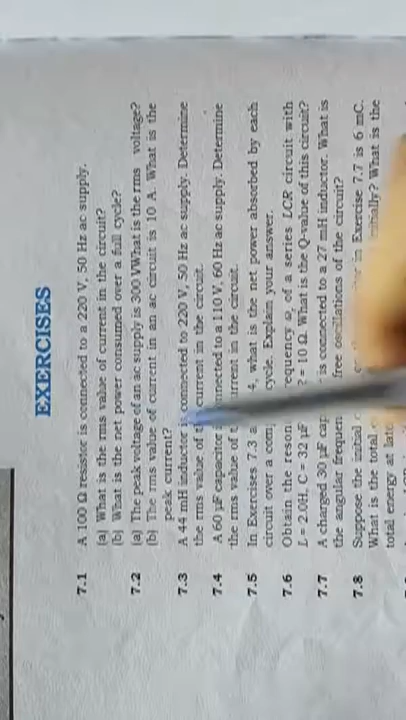 EXERCISES
7.1 A 100 Ω resistor is connected to a 220 V, 50 Hz ac supply.
(a) What is the rms value of current in the circuit?
(b) What is the net power consumed over a full cycle?
7.2 (a) The peak voltage of an ac supply is 300 VWhat is the rms voltage?
(b) The rms value of current in an ac circuit is 10 A. What is the
peak current?
7.3 A 44 mH inductor is connected to 220 V, 50 Hz ac supply. Determine
the rms value of current in the circuit.
7.4 A 60 µF capacitor nnected to a 110 V, 60 Hz ac supply. Determine
the rms value of t urrent in the circuit.
7.5 In Exercises 7.3 a 4, what is the net power absorbed by each
circuit over a com cycle. Explain your answer.
7.6 Obtain the reson requency ω of a series LCR circuit with
L = 2.0H, C = 32 µF = 10 Ω. What is the Q-value of this circuit?
7.7 A charged 30 µF cap is connected to a 27 mH inductor. What is
the angular frequen free oscillations of the circuit?
7.8 Suppose the initial in Exercise 7.7 is 6 mC.
What is the total itially? What is the
total energy at late